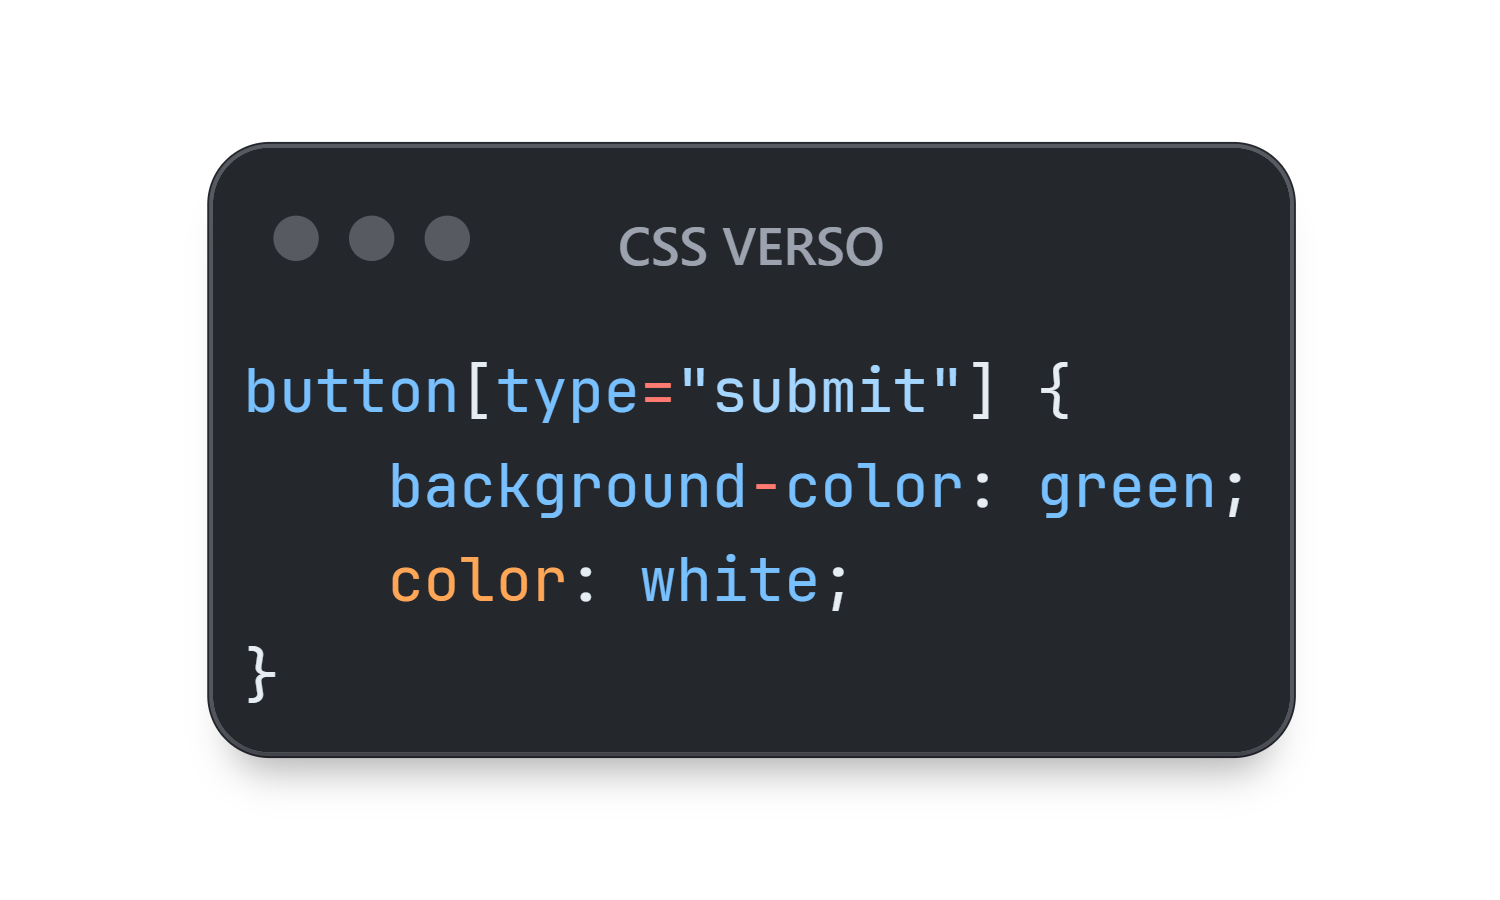 CSS VERSO
button[type="submit"] {
    background-color: green;
    color: white;
}